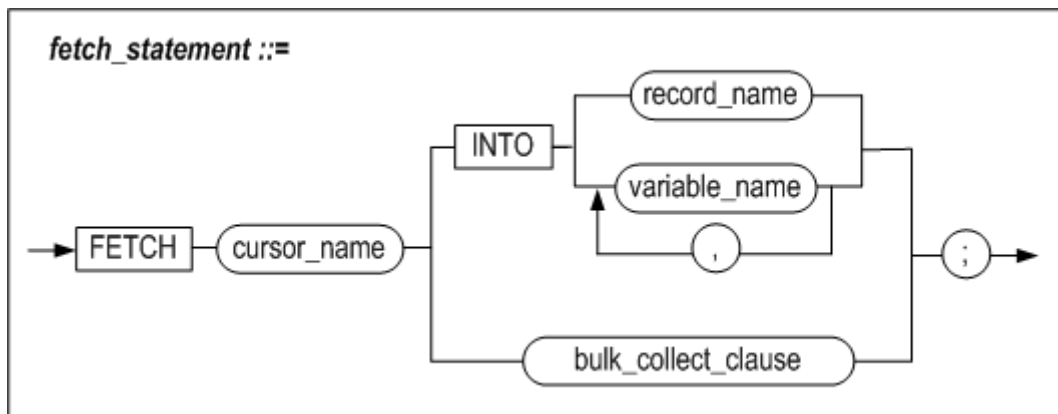 fetch_statement ::=
record_name
INTO
variable_name
FETCH
cursor_name
,
;
bulk_collect_clause